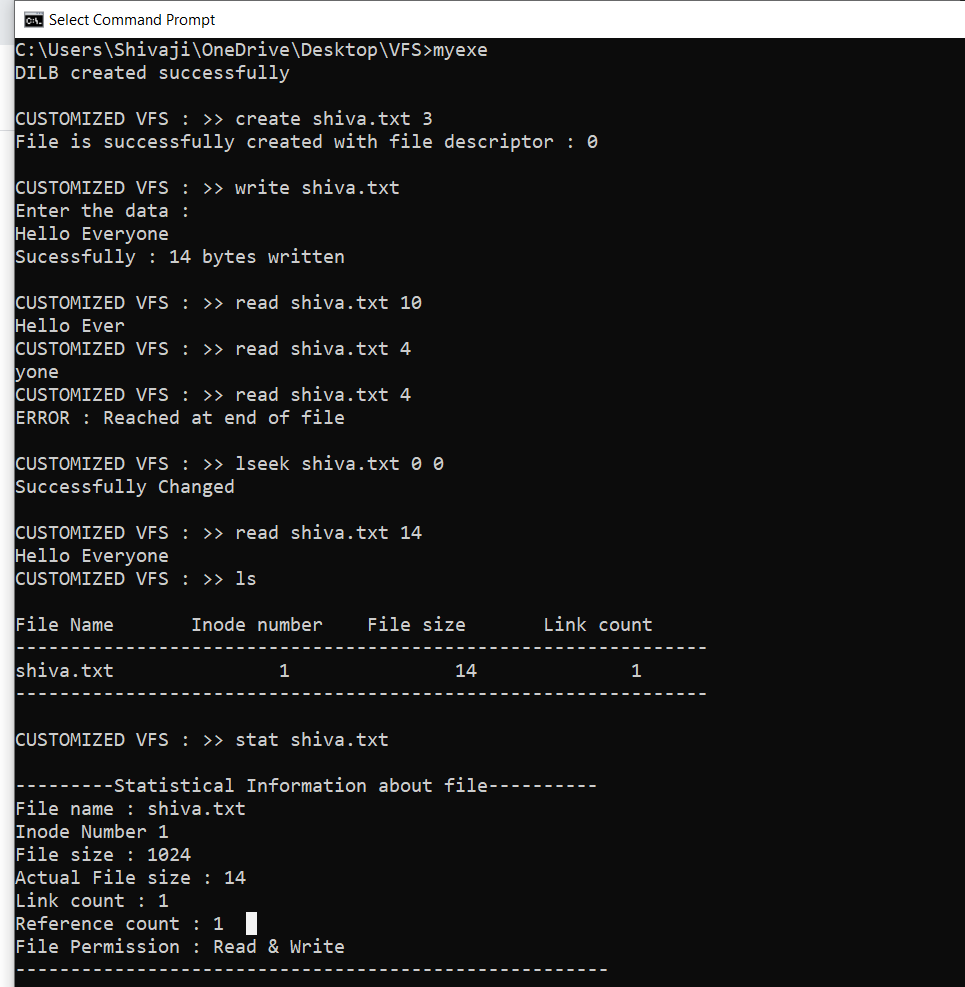 Select Command Prompt
C:\Users\Shivaji\OneDrive\Desktop\VFS>myexe
DILB created successfully
CUSTOMIZED VFS : >> create shiva.txt 3
File is successfully created with file descriptor : 0
CUSTOMIZED VFS : >> write shiva.txt
Enter the data :
Hello Everyone
Sucessfully : 14 bytes written
CUSTOMIZED VFS : >> read shiva.txt 10
Hello Ever
CUSTOMIZED VFS : >> read shiva.txt 4
yone
CUSTOMIZED VFS : >> read shiva.txt 4
ERROR : Reached at end of file
CUSTOMIZED VFS : >> lseek shiva.txt 0 0
Successfully Changed
CUSTOMIZED VFS : >> read shiva.txt 14
Hello Everyone
CUSTOMIZED VFS : >> ls
File Name       Inode number    File size       Link count
---------------------------------------------------------------
shiva.txt               1               14              1
---------------------------------------------------------------
CUSTOMIZED VFS : >> stat shiva.txt
---------Statistical Information about file----------
File name : shiva.txt
Inode Number 1
File size : 1024
Actual File size : 14
Link count : 1
Reference count : 1
File Permission : Read & Write
------------------------------------------------------